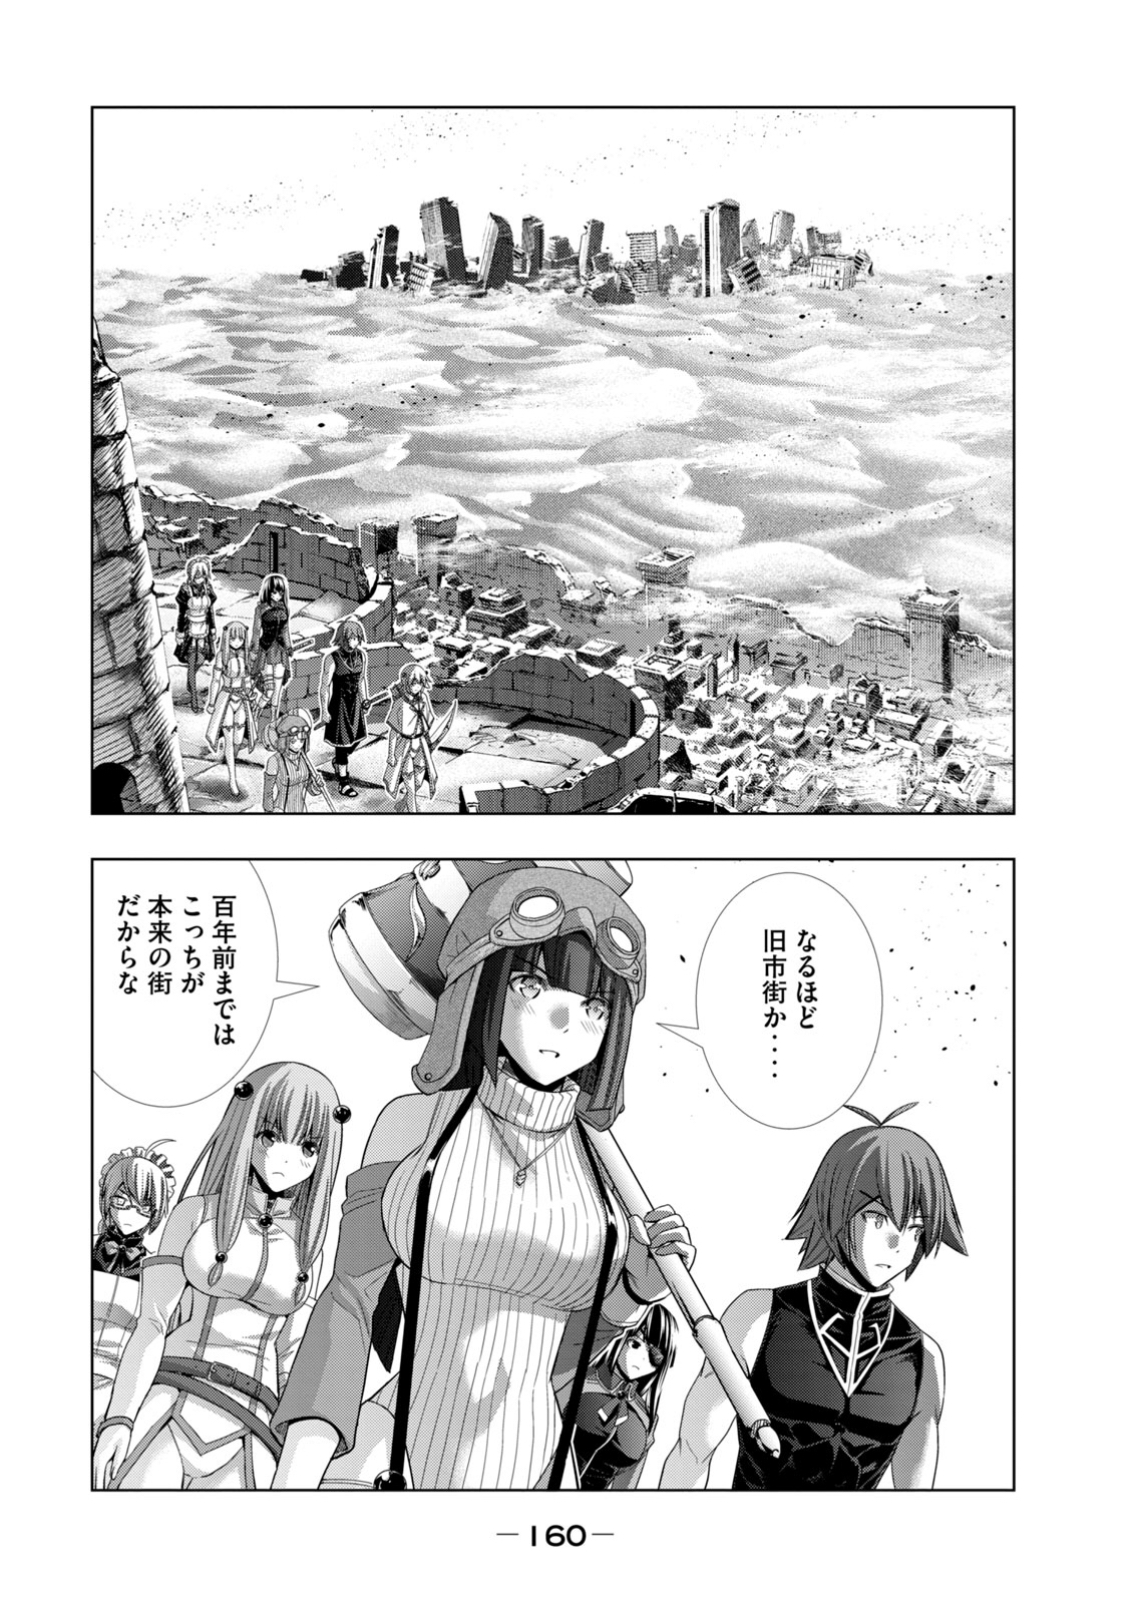 なるほど
旧市街か‥‥
百年前までは
こっちが
本来の街
だからな
—160—